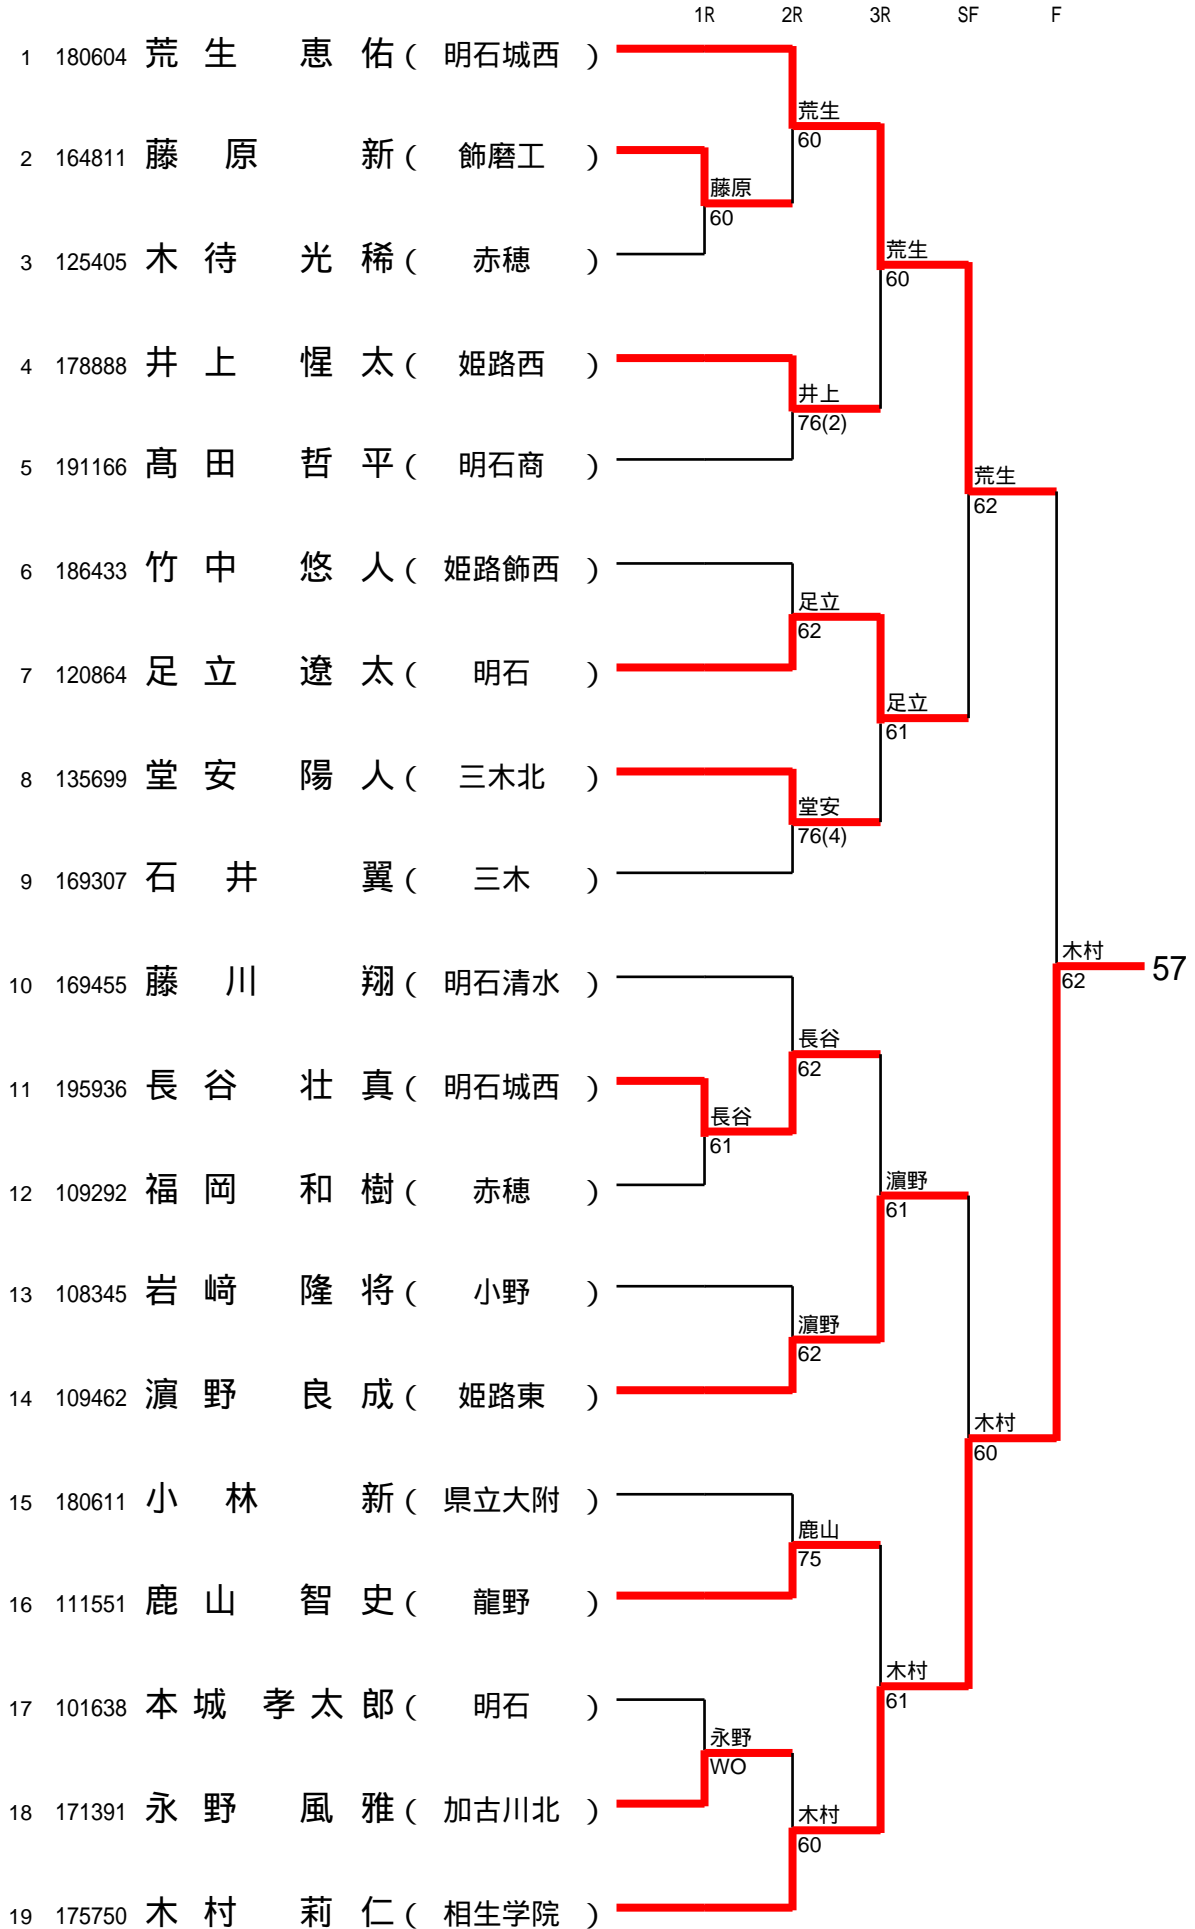 1R 2R 3R SF F
1 180604 荒生 恵佑 ( 明石城西 )
荒生
60
2 164811 藤原 新 ( 飾磨工 )
藤原
60
3 125405 木待 光稀 ( 赤穂 )
荒生
60
4 178888 井上 惺太 ( 姫路西 )
井上
76(2)
5 191166 髙田 哲平 ( 明石商 )
荒生
62
6 186433 竹中 悠人 ( 姫路飾西 )
足立
62
7 120864 足立 遼太 ( 明石 )
足立
61
8 135699 堂安 陽人 ( 三木北 )
堂安
76(4)
9 169307 石井 翼 ( 三木 )
木村
62
57
10 169455 藤川 翔 ( 明石清水 )
長谷
62
11 195936 長谷 壮真 ( 明石城西 )
長谷
61
12 109292 福岡 和樹 ( 赤穂 )
濵野
61
13 108345 岩﨑 隆将 ( 小野 )
濵野
62
14 109462 濵野 良成 ( 姫路東 )
木村
60
15 180611 小林 新 ( 県立大附 )
鹿山
75
16 111551 鹿山 智史 ( 龍野 )
木村
61
17 101638 本城 孝太郎 ( 明石 )
永野
WO
18 171391 永野 風雅 ( 加古川北 )
木村
60
19 175750 木村 莉仁 ( 相生学院 )